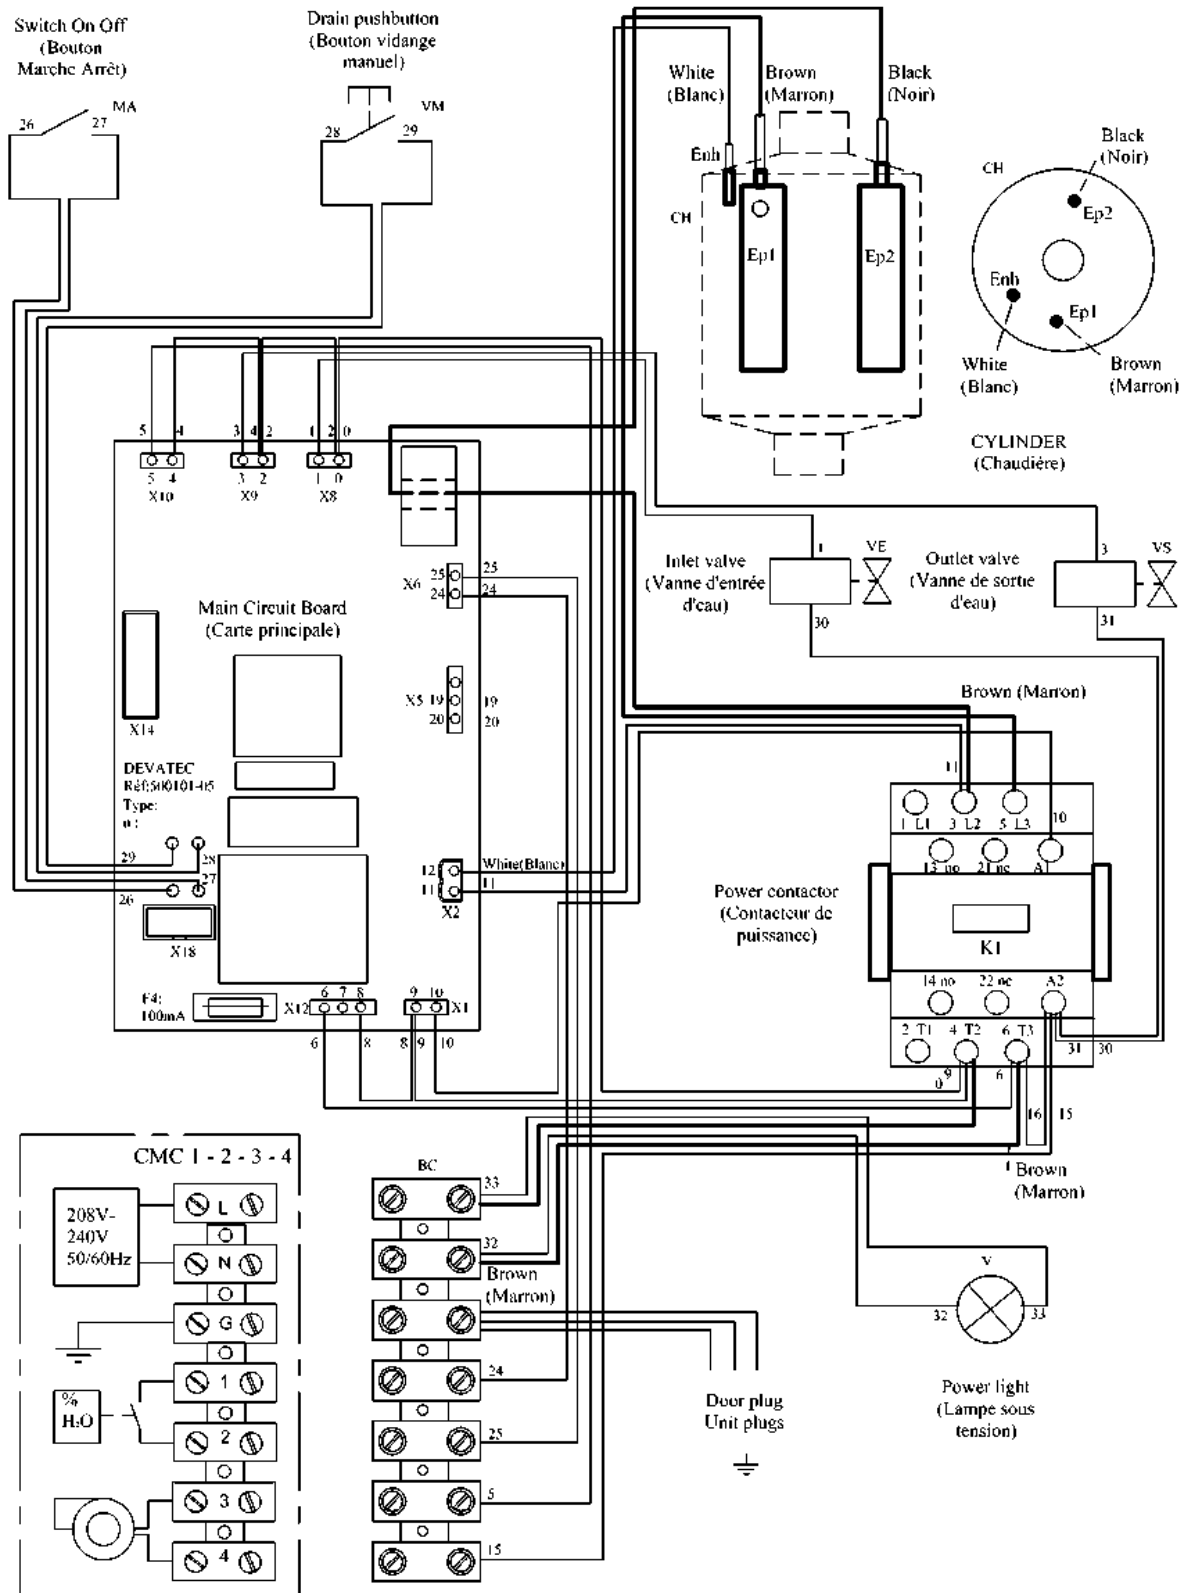 Switch On Off
(Bouton
Marche Arrêt)
MA
26
27
Drain pushbutton
(Bouton vidange
manuel)
VM
28
29
White
(Blanc)
Brown
(Marron)
Black
(Noir)
Enh
CH
Ep1
Ep2
CH
Black
(Noir)
Ep2
Enh
Ep1
White
(Blanc)
Brown
(Marron)
CYLINDER
(Chaudière)
5 4
3 4 2
1 2 0
5 4
3 2
1 0
X10
X9
X8
X6
25
24
25
24
Main Circuit Board
(Carte principale)
X14
X5
19
20
19
20
DEVATEC
Réf:500101-05
Type:
n :
29
28
27
26
X18
12
11
X2
White(Blanc)
11
F4:
100mA
X12
6 7 8
9 10
X1
6
8
8 9
10
Inlet valve
(Vanne d'entrée
d'eau)
1
VE
30
Outlet valve
(Vanne de sortie
d'eau)
3
VS
31
Brown (Marron)
11
10
1 L1
3 L2
5 L3
13 no
21 nc
A1
Power contactor
(Contacteur de
puissance)
K1
14 no
22 nc
A2
2 T1
4 T2
6 T3
31
30
0
9
6
16
15
Brown
(Marron)
CMC 1 - 2 - 3 - 4
208V-
240V
50/60Hz
L
N
G
1
2
3
4
%
H2O
BC
33
32
Brown
(Marron)
24
25
5
15
Door plug
Unit plugs
V
32
33
Power light
(Lampe sous
tension)